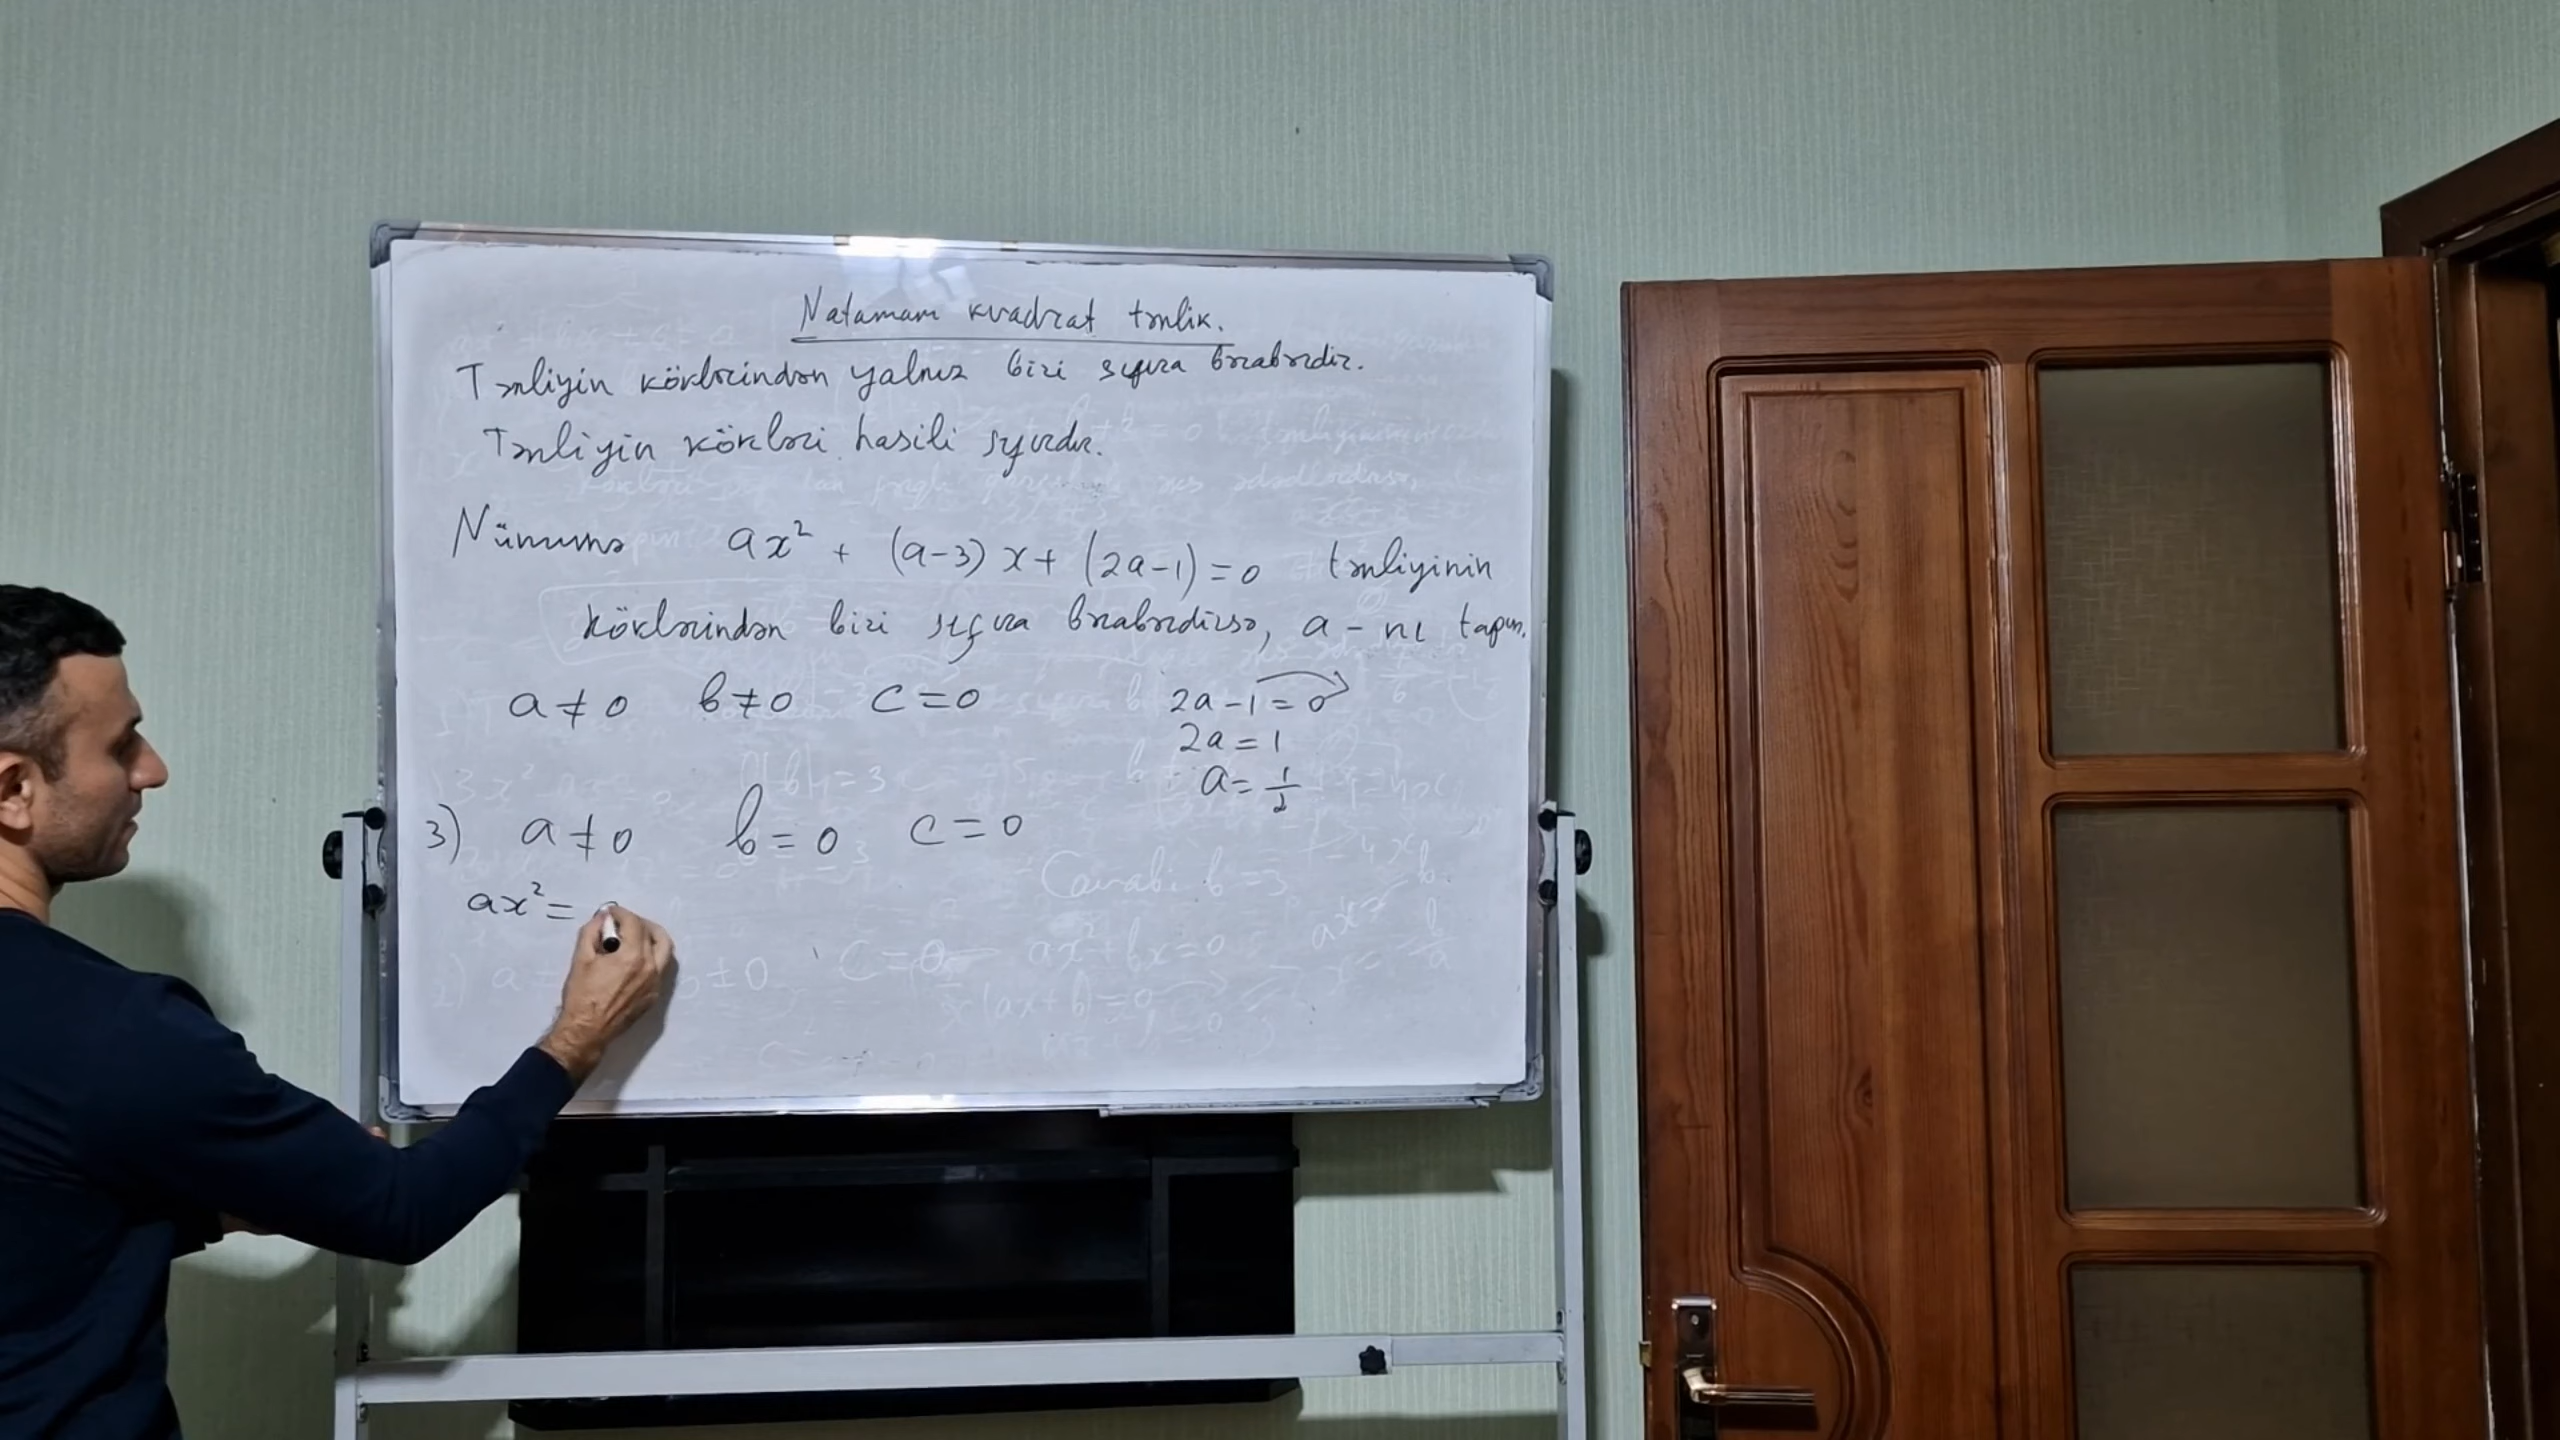 Natamam kvadrat tənlik.
Tənliyin köklərindən yalnız biri sıfıra bərabərdir.
Tənliyin kökləri hasili sıfırdır.
Nümunə ax² + (a-3) x + (2a-1) = 0 tənliyinin
köklərindən biri sıfıra bərabərdirsə, a-nı tapın.
a ≠ 0 b ≠ 0 c = 0 2a - 1 = 0
2a = 1
a = 1/2
3) a ≠ 0 b = 0 c = 0
ax² =